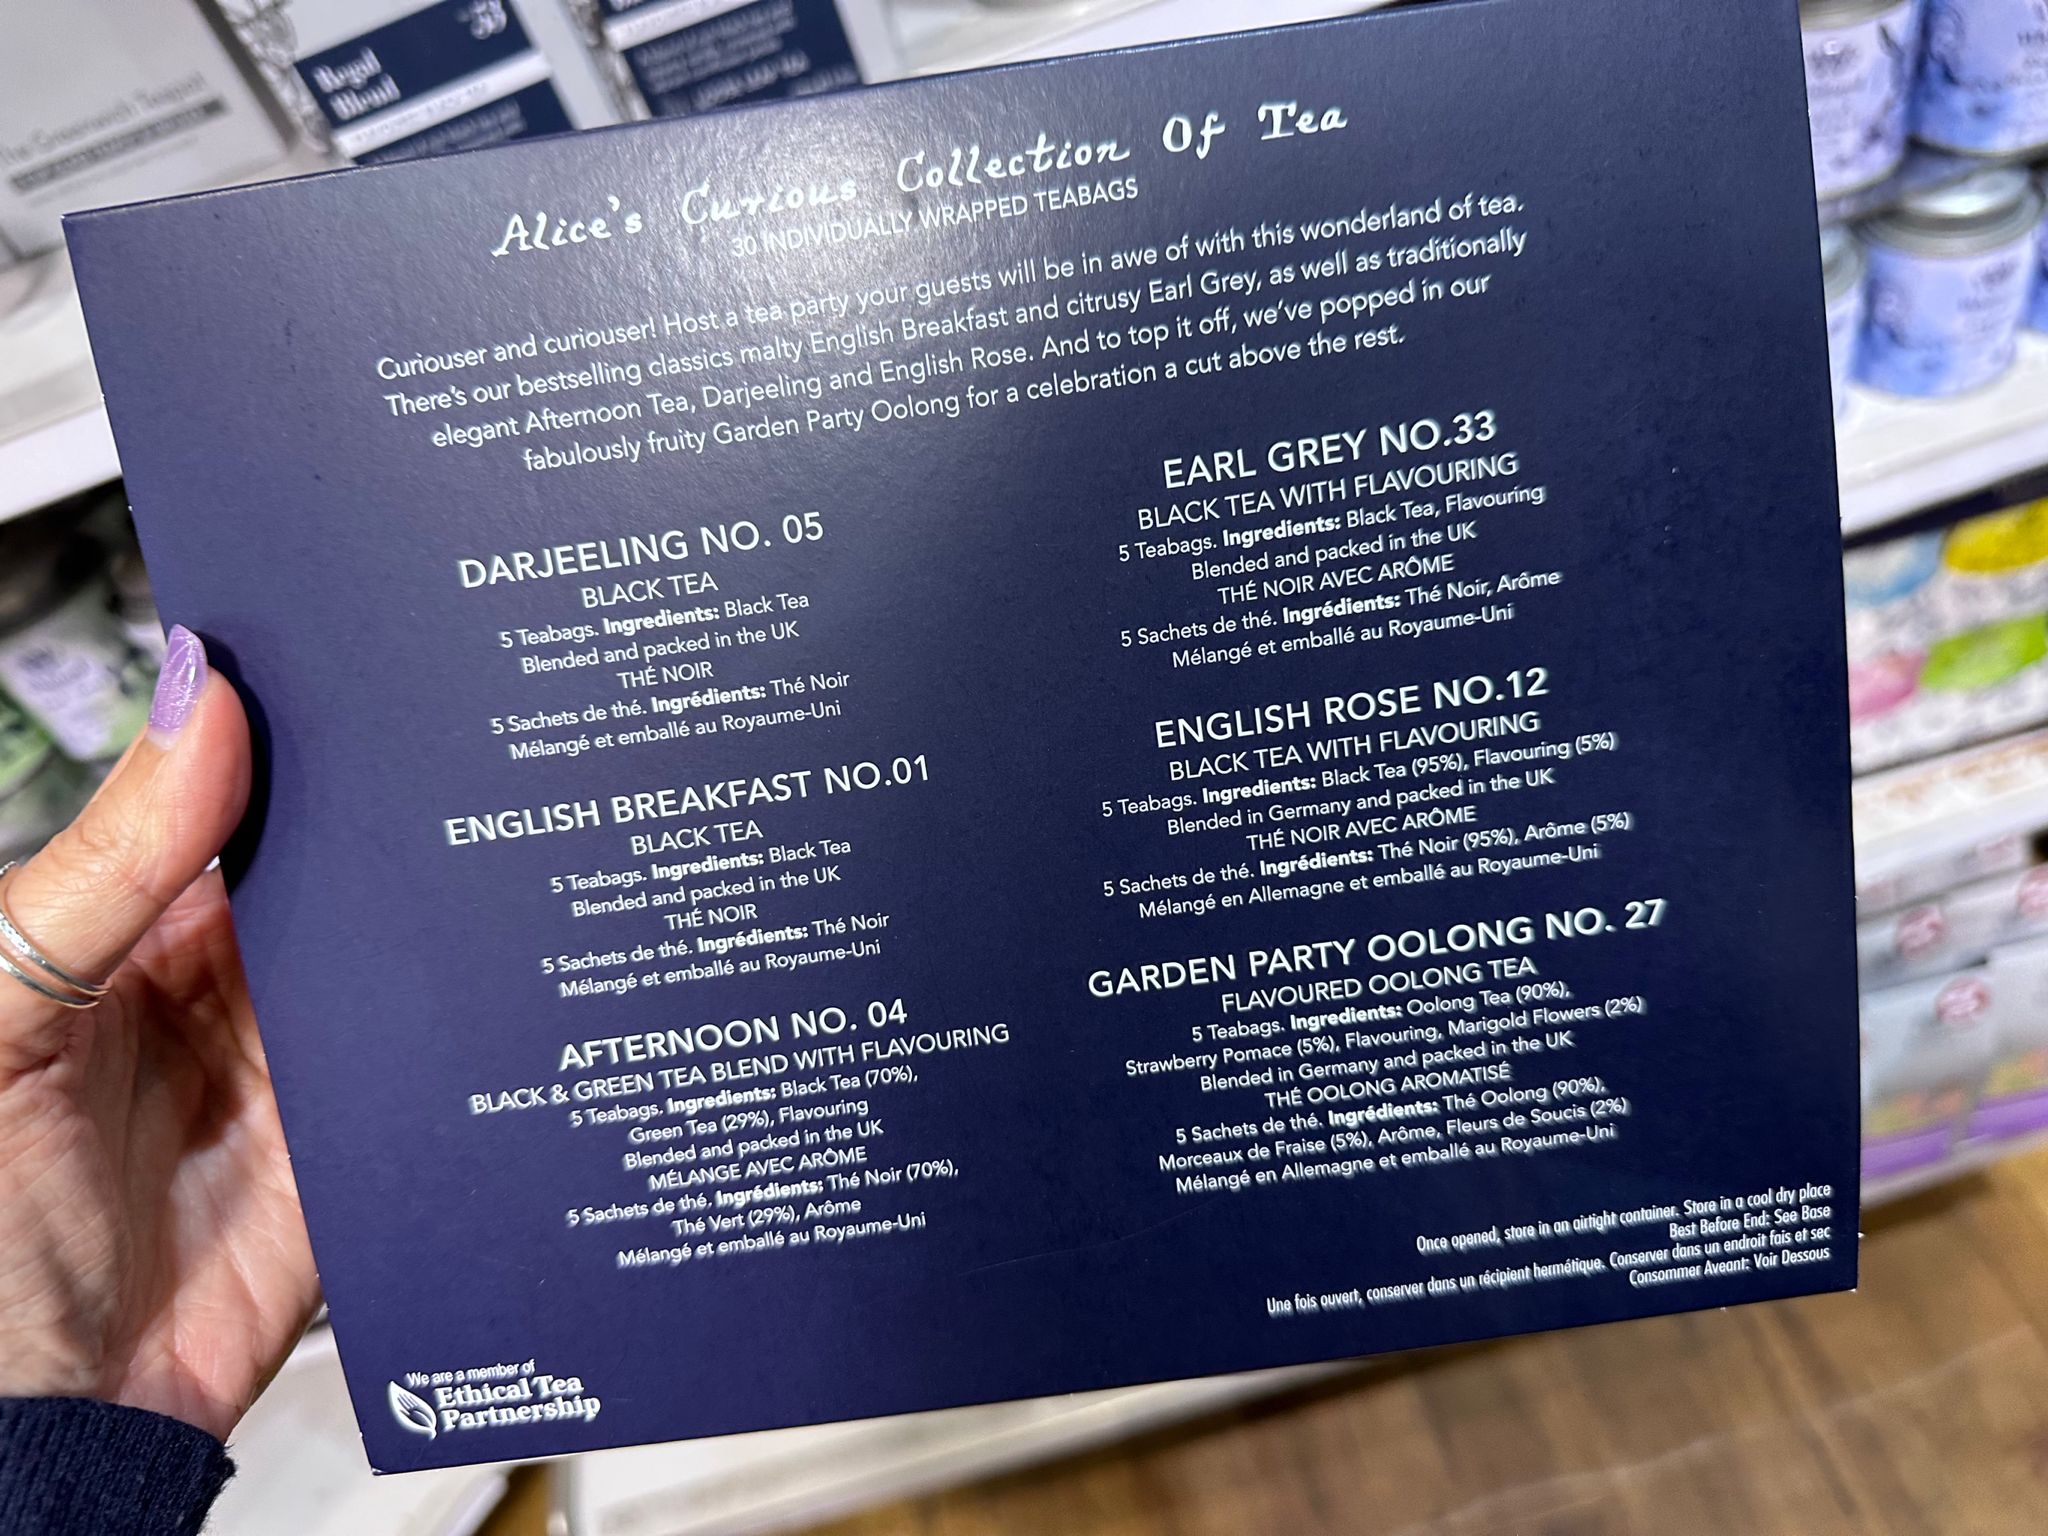 The Greenwich Teapot
Regal
Blend
53
Alice's Curious Collection Of Tea
30 INDIVIDUALLY WRAPPED TEABAGS
Curiouser and curiouser! Host a tea party your guests will be in awe of with this wonderland of tea.
There's our bestselling classics malty English Breakfast and citrusy Earl Grey, as well as traditionally
elegant Afternoon Tea, Darjeeling and English Rose. And to top it off, we've popped in our
fabulously fruity Garden Party Oolong for a celebration a cut above the rest.
DARJEELING NO. 05
BLACK TEA
5 Teabags. Ingredients: Black Tea
Blended and packed in the UK
THÉ NOIR
5 Sachets de thé. Ingrédients: Thé Noir
Mélangé et emballé au Royaume-Uni
ENGLISH BREAKFAST NO.01
BLACK TEA
5 Teabags. Ingredients: Black Tea
Blended and packed in the UK
THÉ NOIR
5 Sachets de thé. Ingrédients: Thé Noir
Mélangé et emballé au Royaume-Uni
AFTERNOON NO. 04
BLACK & GREEN TEA BLEND WITH FLAVOURING
5 Teabags. Ingredients: Black Tea (70%),
Green Tea (29%), Flavouring
Blended and packed in the UK
MÉLANGE AVEC ARÔME
5 Sachets de thé. Ingrédients: Thé Noir (70%),
Thé Vert (29%), Arôme
Mélangé et emballé au Royaume-Uni
EARL GREY NO.33
BLACK TEA WITH FLAVOURING
5 Teabags. Ingredients: Black Tea, Flavouring
Blended and packed in the UK
THÉ NOIR AVEC ARÔME
5 Sachets de thé. Ingrédients: Thé Noir, Arôme
Mélangé et emballé au Royaume-Uni
ENGLISH ROSE NO.12
BLACK TEA WITH FLAVOURING
5 Teabags. Ingredients: Black Tea (95%), Flavouring (5%)
Blended in Germany and packed in the UK
THÉ NOIR AVEC ARÔME
5 Sachets de thé. Ingrédients: Thé Noir (95%), Arôme (5%)
Mélangé en Allemagne et emballé au Royaume-Uni
GARDEN PARTY OOLONG NO. 27
FLAVOURED OOLONG TEA
5 Teabags. Ingredients: Oolong Tea (90%),
Strawberry Pomace (5%), Flavouring, Marigold Flowers (2%)
Blended in Germany and packed in the UK
THÉ OOLONG AROMATISÉ
5 Sachets de thé. Ingrédients: Thé Oolong (90%),
Morceaux de Fraise (5%), Arôme, Fleurs de Soucis (2%)
Mélangé en Allemagne et emballé au Royaume-Uni
Once opened, store in an airtight container. Store in a cool dry place
Best Before End: See Base
Une fois ouvert, conserver dans un récipient hermétique. Conserver dans un endroit fais et sec
Consommer Aveant: Voir Dessous
We are a member of
Ethical Tea
Partnership